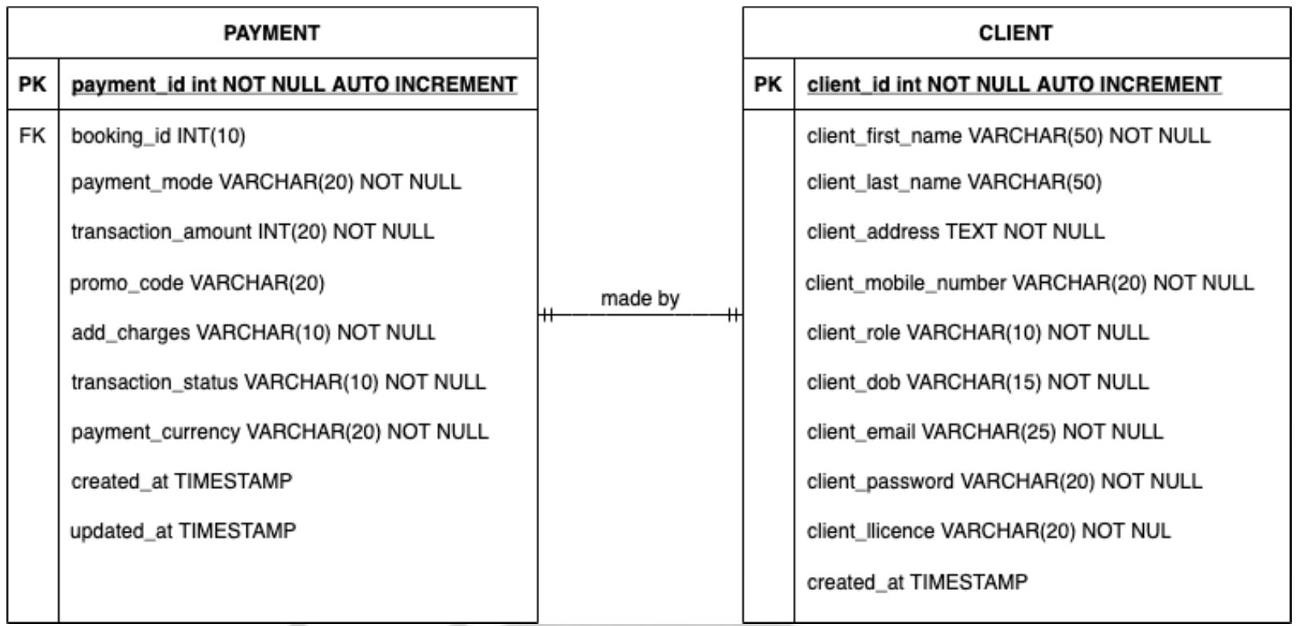 PAYMENT
PK payment_id int NOT NULL AUTO INCREMENT
FK booking_id INT(10)
payment_mode VARCHAR(20) NOT NULL
transaction_amount INT(20) NOT NULL
promo_code VARCHAR(20)
add_charges VARCHAR(10) NOT NULL
transaction_status VARCHAR(10) NOT NULL
payment_currency VARCHAR(20) NOT NULL
created_at TIMESTAMP
updated_at TIMESTAMP
made by
CLIENT
PK client_id int NOT NULL AUTO INCREMENT
client_first_name VARCHAR(50) NOT NULL
client_last_name VARCHAR(50)
client_address TEXT NOT NULL
client_mobile_number VARCHAR(20) NOT NULL
client_role VARCHAR(10) NOT NULL
client_dob VARCHAR(15) NOT NULL
client_email VARCHAR(25) NOT NULL
client_password VARCHAR(20) NOT NULL
client_llicence VARCHAR(20) NOT NUL
created_at TIMESTAMP